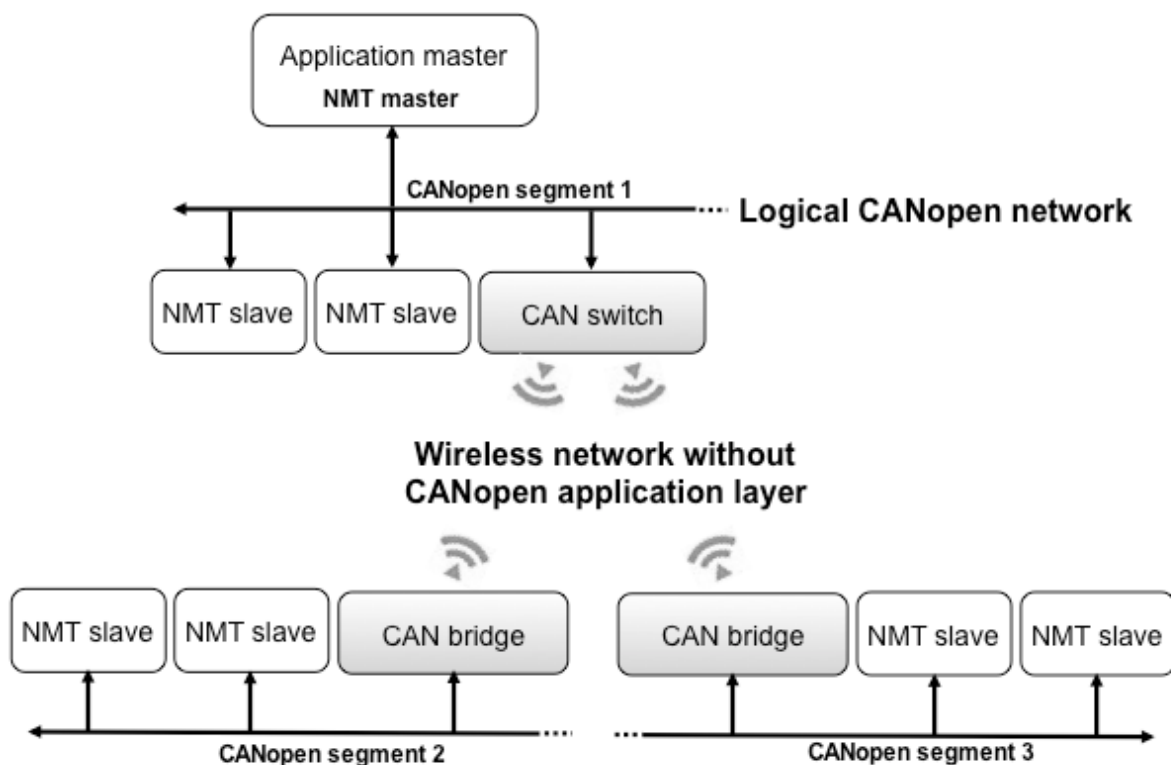 Application master
NMT master
CANopen segment 1
Logical CANopen network
NMT slave
NMT slave
CAN switch
Wireless network without
CANopen application layer
NMT slave
NMT slave
CAN bridge
CAN bridge
NMT slave
NMT slave
CANopen segment 2
CANopen segment 3